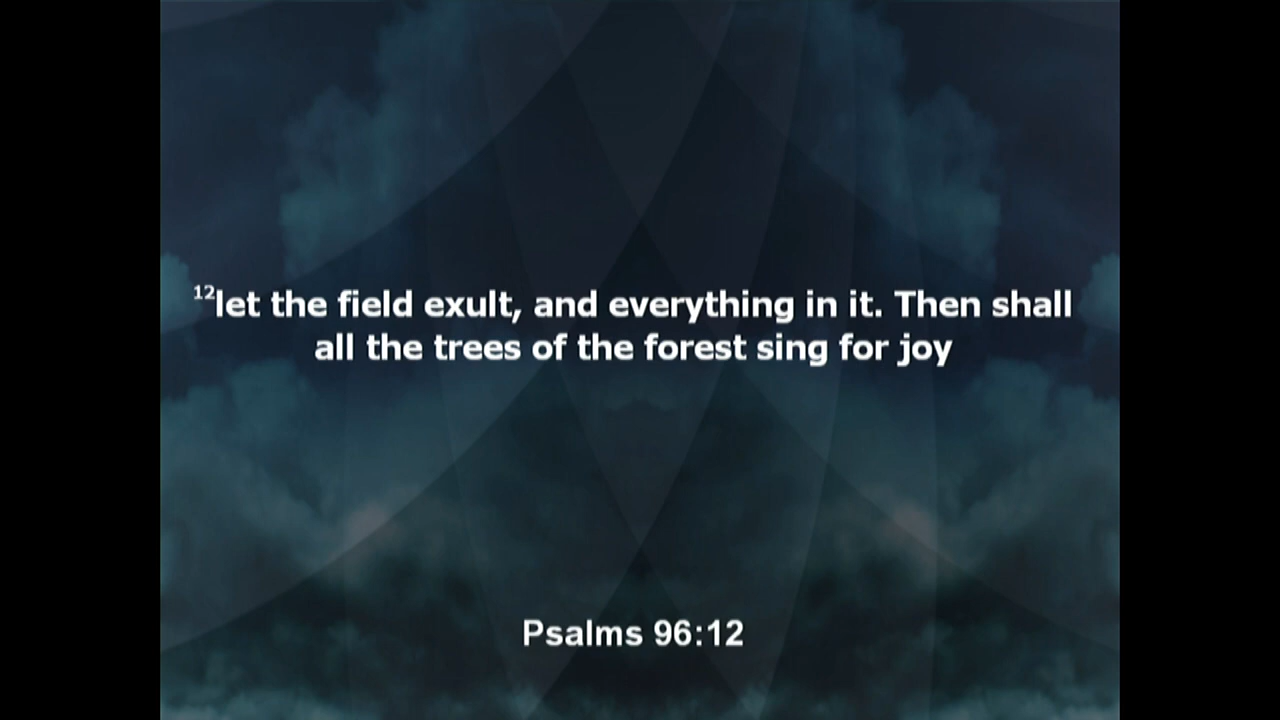 12let the field exult, and everything in it. Then shall
all the trees of the forest sing for joy
Psalms 96:12